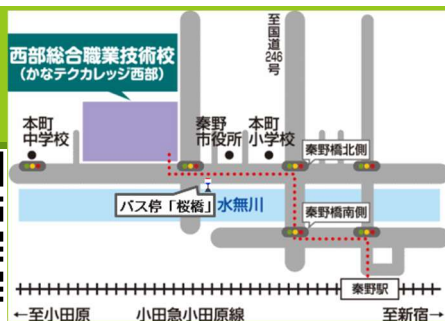 西部総合職業技術校
(かなテクカレッジ西部)
至国道
246
号
本町
中学校
秦野
市役所
本町
小学校
秦野橋北側
バス停「桜橋」
水無川
秦野橋南側
秦野駅
←至小田原
小田急小田原線
至新宿→